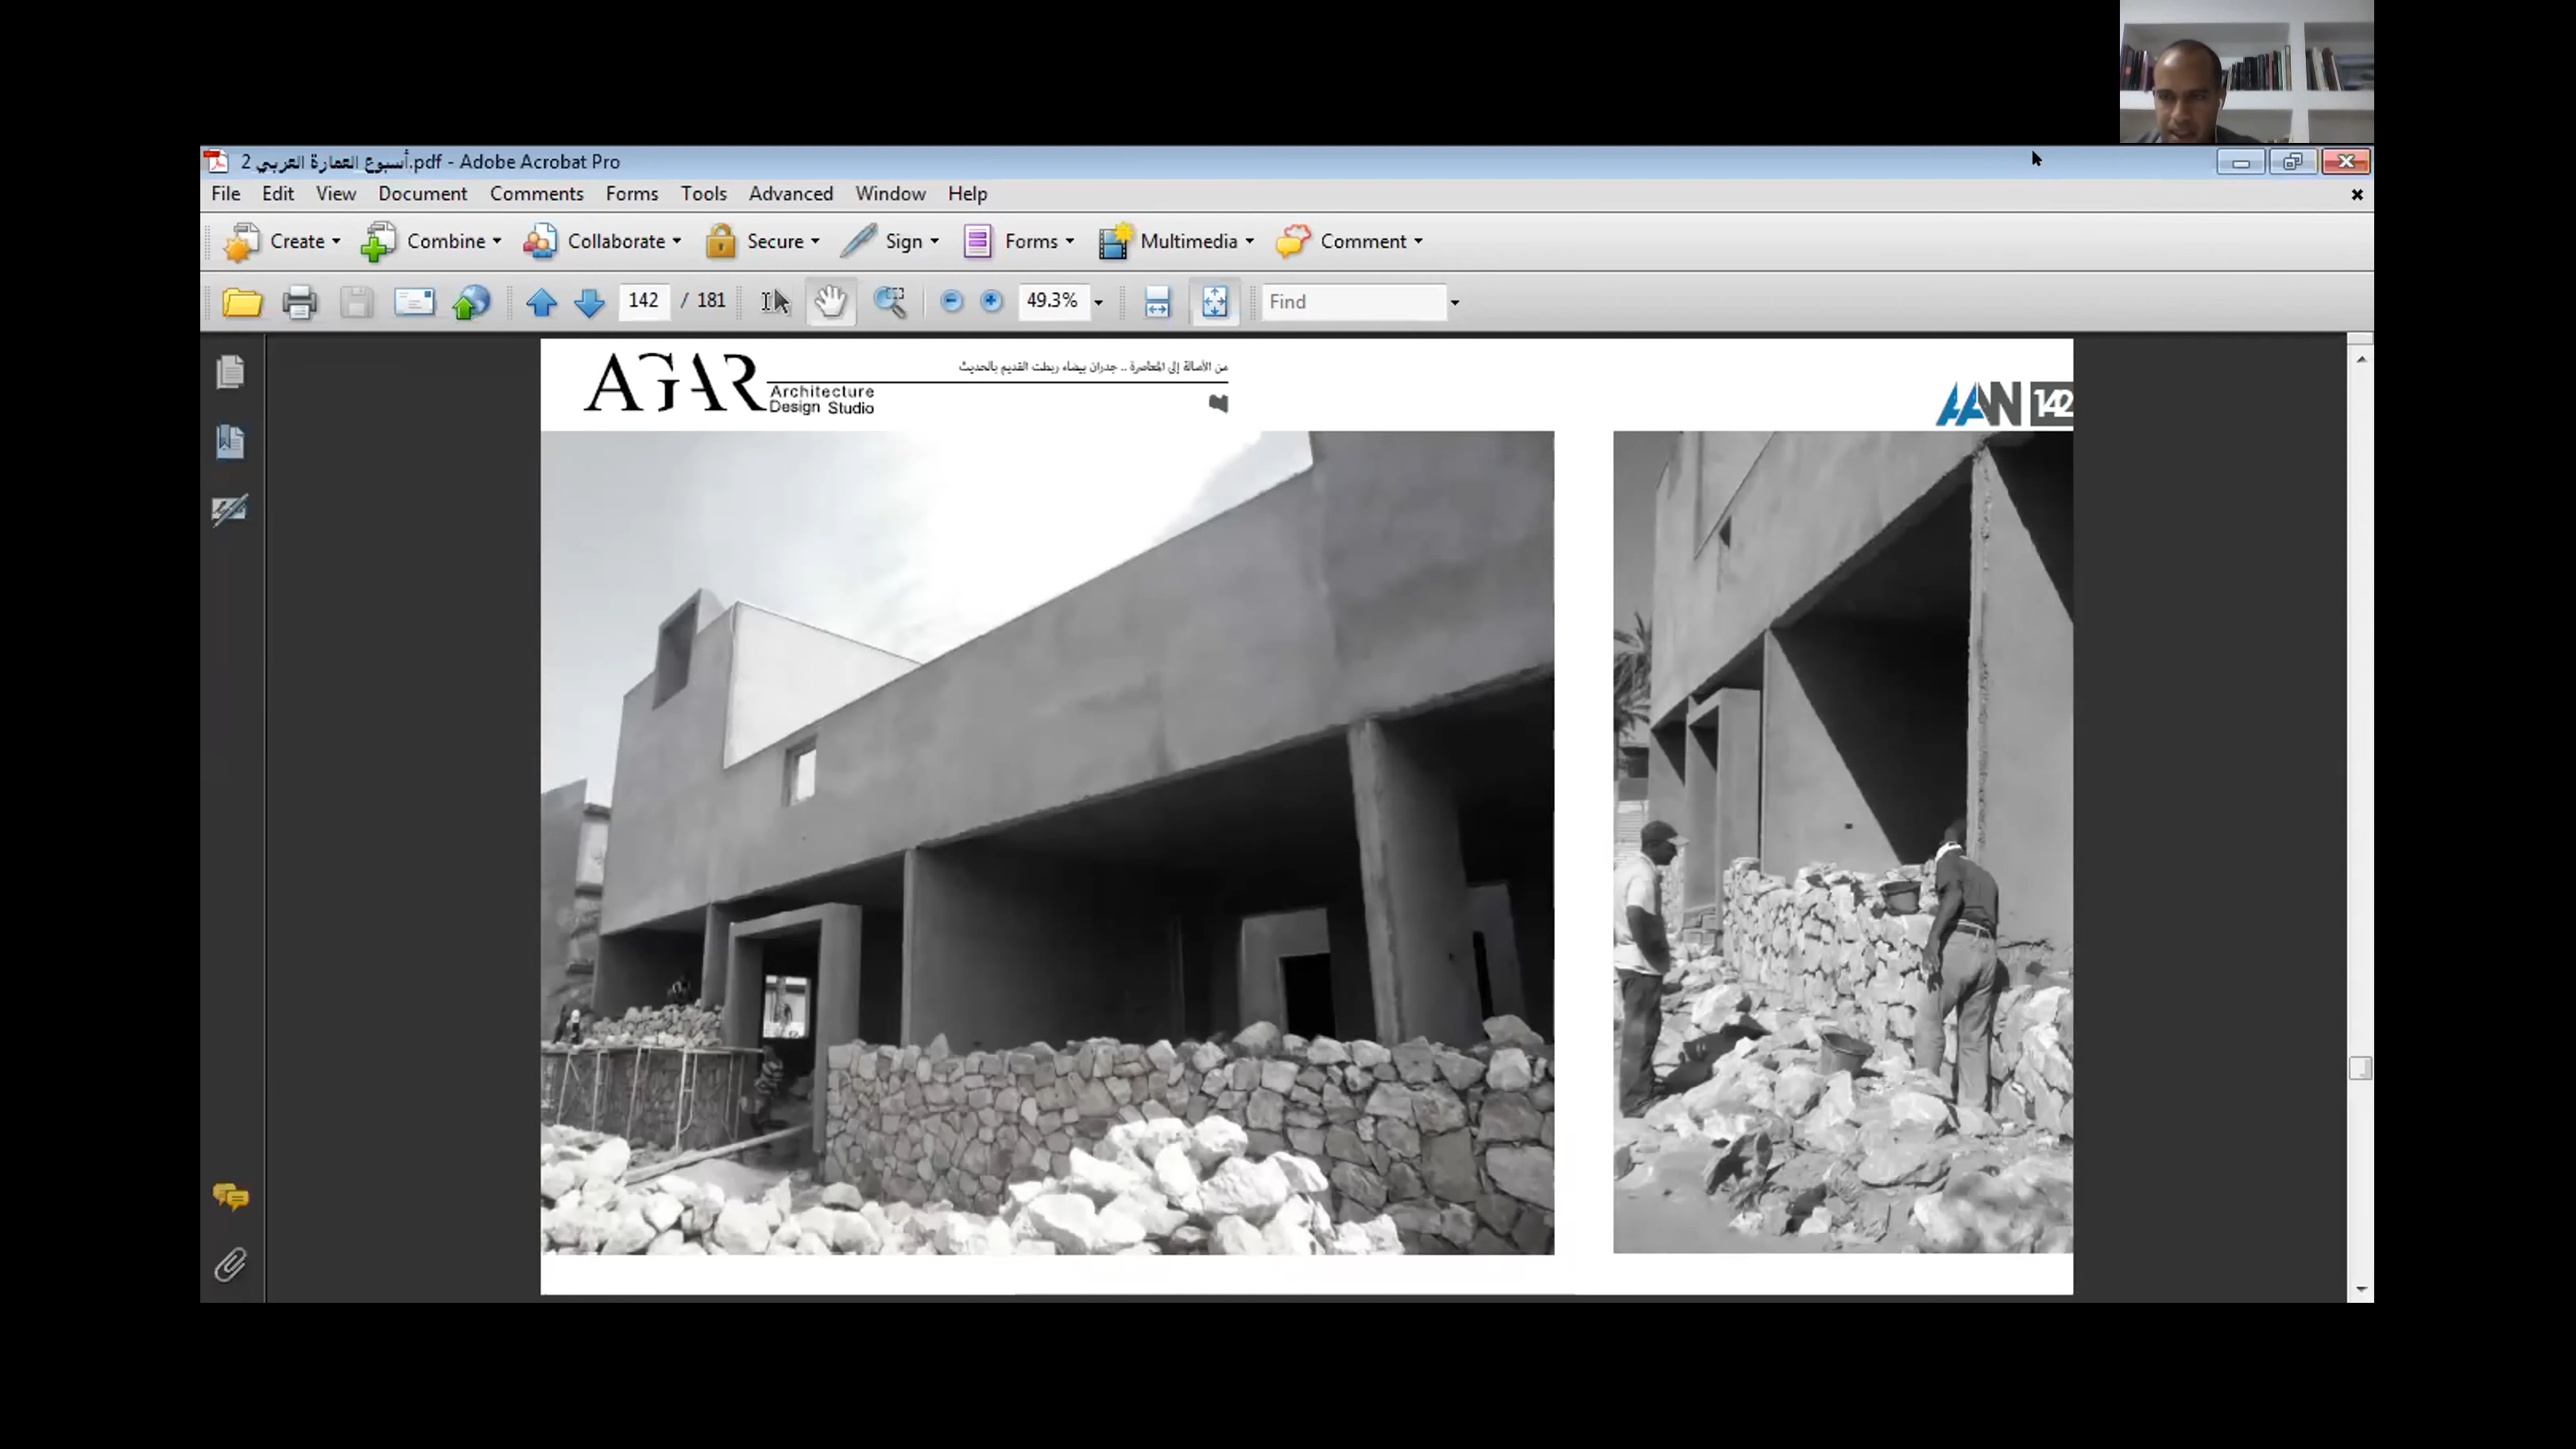 أسبوع العمارة العربي 2.pdf - Adobe Acrobat Pro
File Edit View Document Comments Forms Tools Advanced Window Help
Create Combine Collaborate Secure Sign Forms Multimedia Comment
142 / 181 49.3% Find
AGAR
Architecture
Design Studio
من الأصالة إلى المعاصرة .. جدران بيضاء ربطت القديم بالحديث
AAN 142